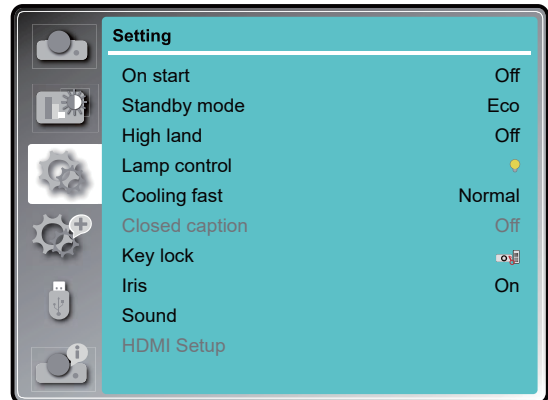 Setting
On start Off
Standby mode Eco
High land Off
Lamp control
Cooling fast Normal
Closed caption Off
Key lock
Iris On
Sound
HDMI Setup